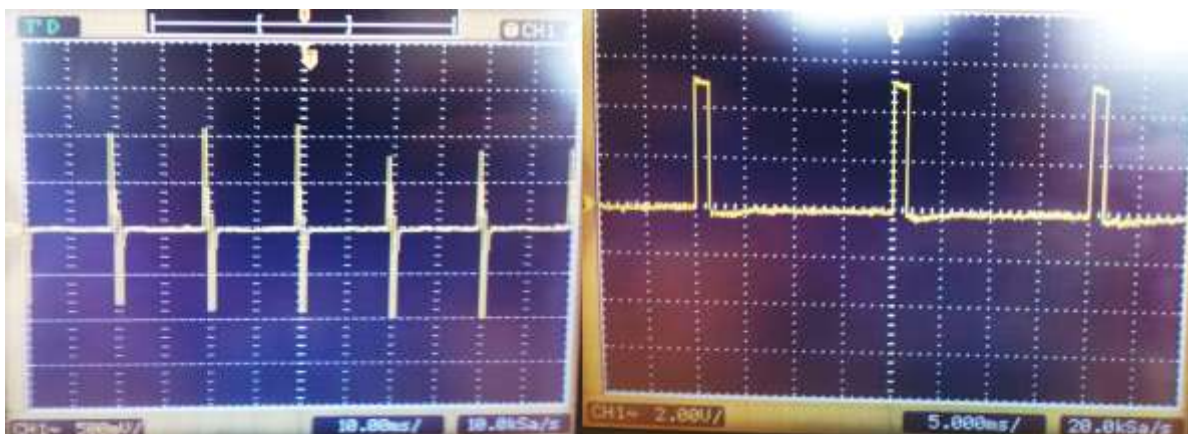 T'D
CH1
CH1~ 500mV/
10.00ms/
10.0kSa/s
CH1~ 2.00V/
5.000ms/
20.0kSa/s